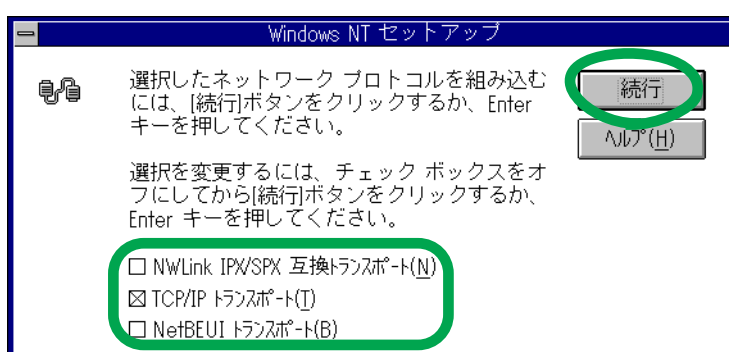 Windows NT セットアップ
選択したネットワーク プロトコルを組み込む
には、[続行]ボタンをクリックするか、Enter
キーを押してください。
選択を変更するには、チェック ボックスをオ
フにしてから[続行]ボタンをクリックするか、
Enter キーを押してください。
続行
ﾍﾙﾌﾟ(H)
NWLink IPX/SPX 互換ﾄﾗﾝｽﾎﾟｰﾄ(N)
TCP/IP ﾄﾗﾝｽﾎﾟｰﾄ(T)
NetBEUI ﾄﾗﾝｽﾎﾟｰﾄ(B)